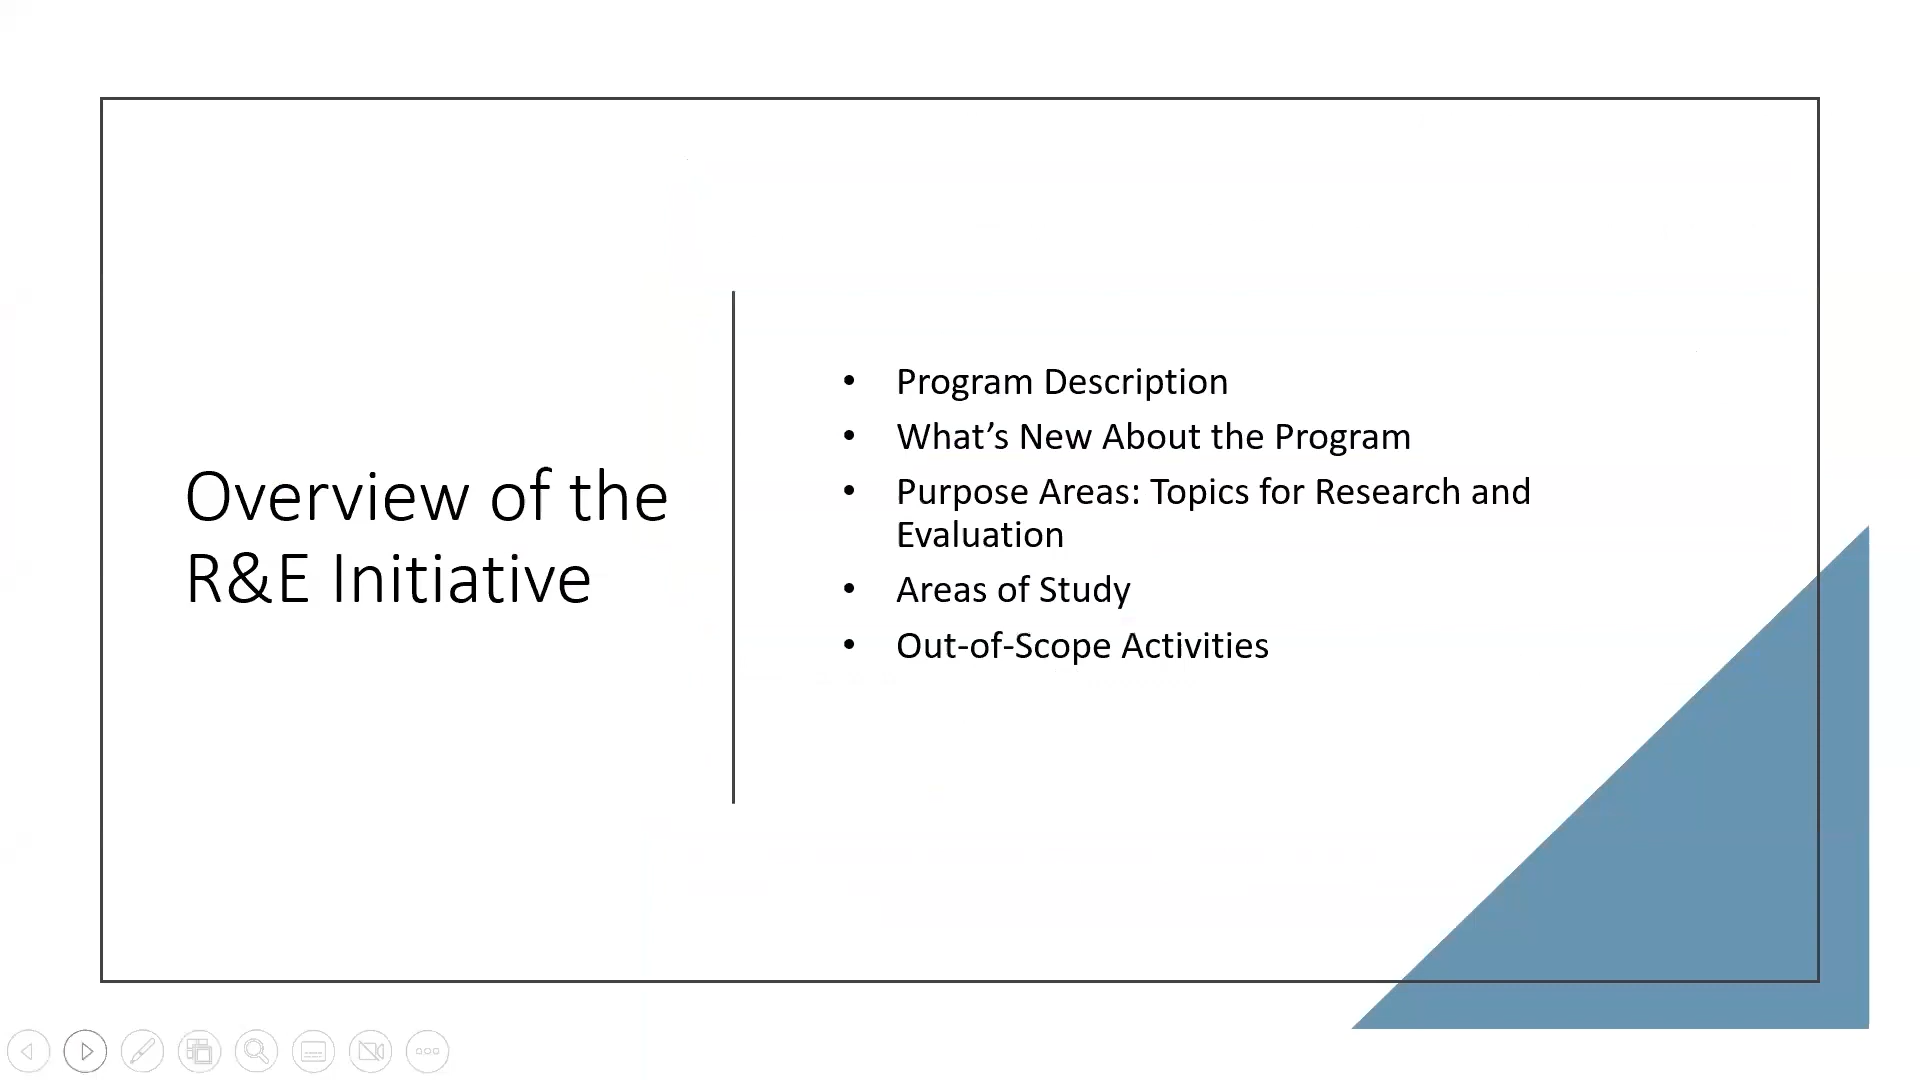 Overview of the
R&E Initiative
• Program Description
• What’s New About the Program
• Purpose Areas: Topics for Research and
Evaluation
• Areas of Study
• Out-of-Scope Activities